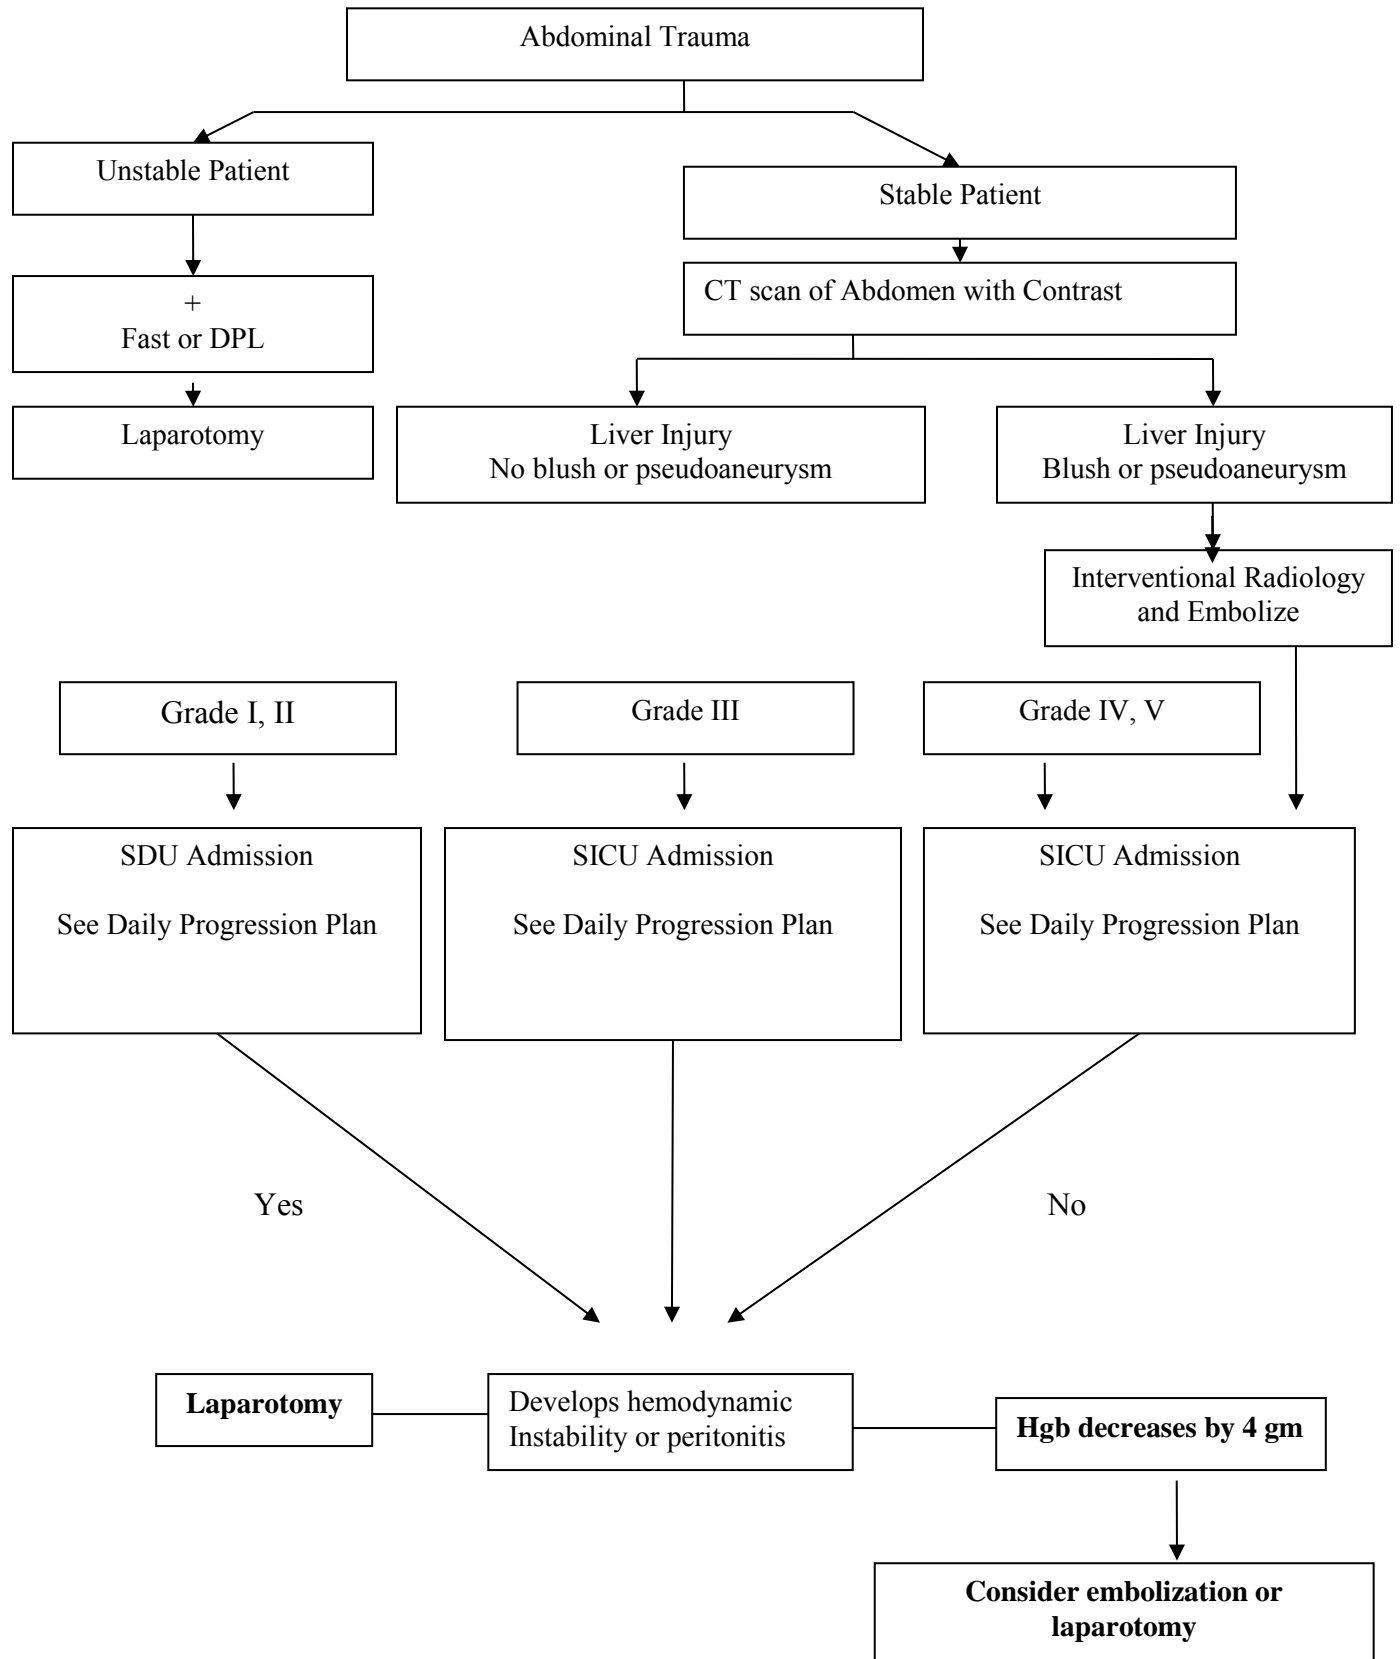 Abdominal Trauma
Unstable Patient
Stable Patient
+
Fast or DPL
CT scan of Abdomen with Contrast
Laparotomy
Liver Injury
No blush or pseudoaneurysm
Liver Injury
Blush or pseudoaneurysm
Interventional Radiology
and Embolize
Grade I, II
Grade III
Grade IV, V
SDU Admission
See Daily Progression Plan
SICU Admission
See Daily Progression Plan
SICU Admission
See Daily Progression Plan
Yes
No
Laparotomy
Develops hemodynamic
Instability or peritonitis
Hgb decreases by 4 gm
Consider embolization or
laparotomy